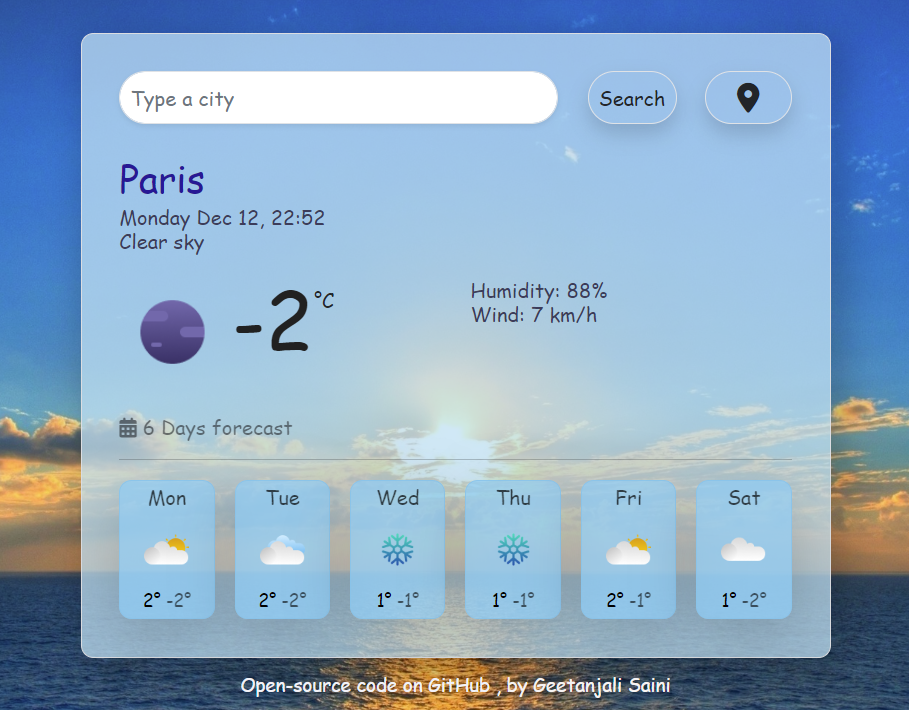 Type a city
Search
Paris
Monday Dec 12, 22:52
Clear sky
-2°C
Humidity: 88%
Wind: 7 km/h
6 Days forecast
Mon Tue Wed Thu Fri Sat
2° -2° 2° -2° 1° -1° 1° -1° 2° -1° 1° -2°
Open-source code on GitHub , by Geetanjali Saini